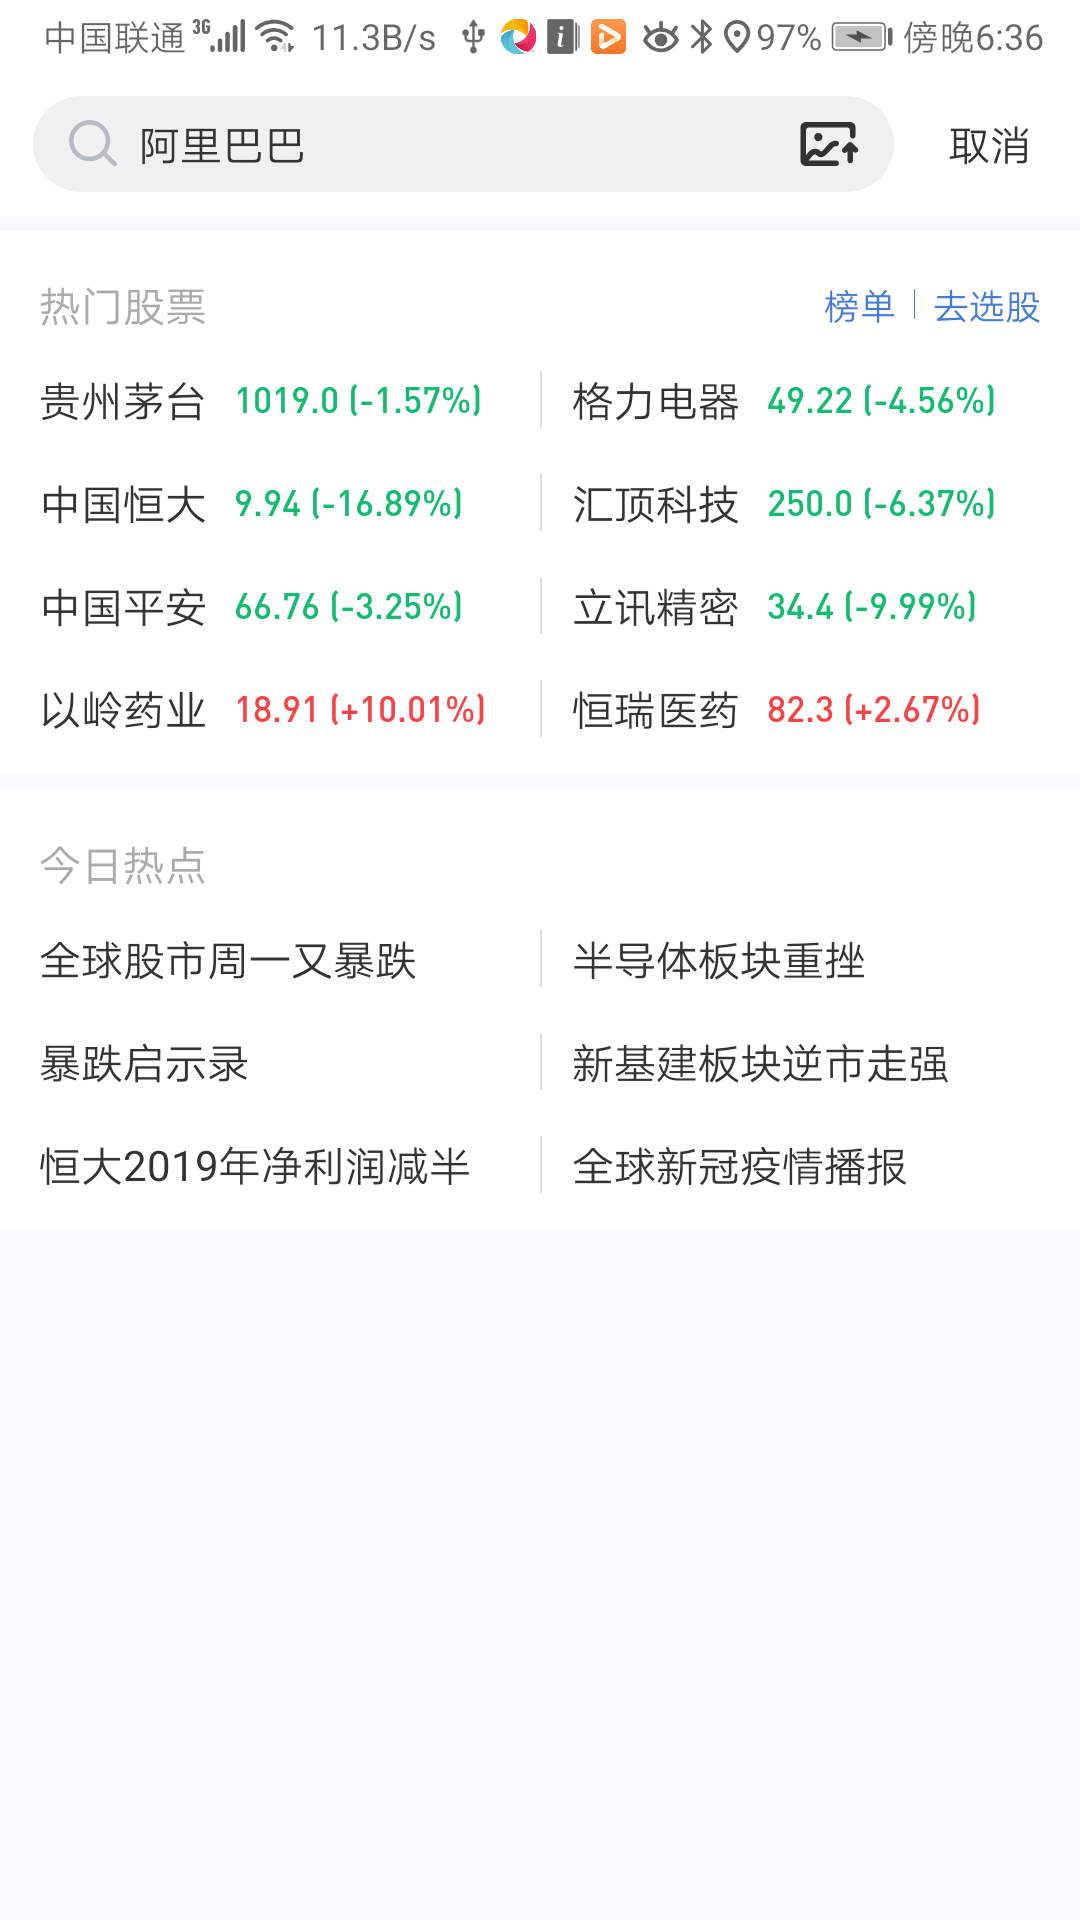 中国联通 3G 11.3B/s 97% 傍晚6:36
阿里巴巴 取消
热门股票 榜单 去选股
贵州茅台 1019.0 (-1.57%) 格力电器 49.22 (-4.56%)
中国恒大 9.94 (-16.89%) 汇顶科技 250.0 (-6.37%)
中国平安 66.76 (-3.25%) 立讯精密 34.4 (-9.99%)
以岭药业 18.91 (+10.01%) 恒瑞医药 82.3 (+2.67%)
今日热点
全球股市周一又暴跌 半导体板块重挫
暴跌启示录 新基建板块逆市走强
恒大2019年净利润减半 全球新冠疫情播报